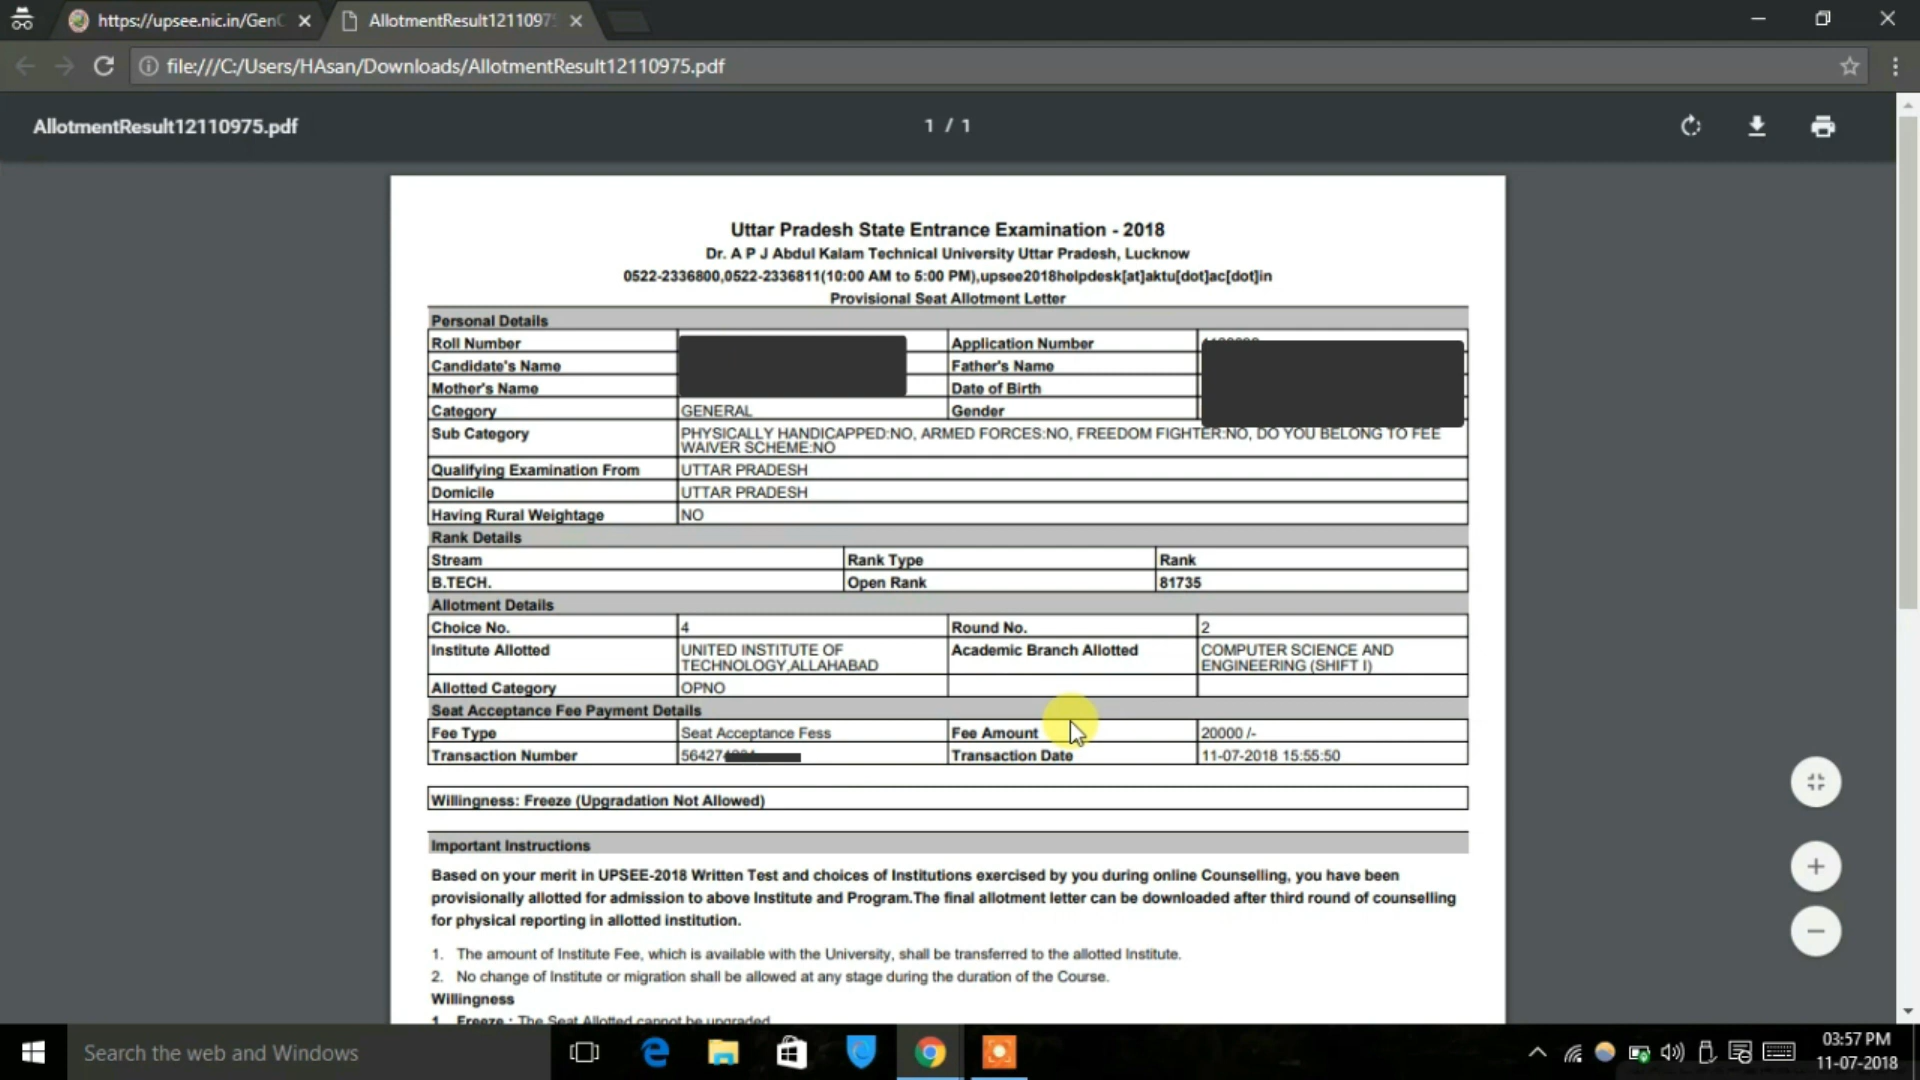 https://upsee.nic.in/GenC
AllotmentResult1211097
file:///C:/Users/HAsan/Downloads/AllotmentResult12110975.pdf
AllotmentResult12110975.pdf
1 / 1
Uttar Pradesh State Entrance Examination - 2018
Dr. A P J Abdul Kalam Technical University Uttar Pradesh, Lucknow
0522-2336800,0522-2336811(10:00 AM to 5:00 PM),upsee2018helpdesk[at]aktu[dot]ac[dot]in
Provisional Seat Allotment Letter
Personal Details
Roll Number Application Number
Candidate's Name Father's Name
Mother's Name Date of Birth
Category GENERAL Gender
Sub Category PHYSICALLY HANDICAPPED:NO, ARMED FORCES:NO, FREEDOM FIGHTER:NO, DO YOU BELONG TO FEE
WAIVER SCHEME:NO
Qualifying Examination From UTTAR PRADESH
Domicile UTTAR PRADESH
Having Rural Weightage NO
Rank Details
Stream Rank Type Rank
B.TECH. Open Rank 81735
Allotment Details
Choice No. 4 Round No. 2
Institute Allotted UNITED INSTITUTE OF Academic Branch Allotted COMPUTER SCIENCE AND
TECHNOLOGY,ALLAHABAD ENGINEERING (SHIFT I)
Allotted Category OPNO
Seat Acceptance Fee Payment Details
Fee Type Seat Acceptance Fess Fee Amount 20000 /-
Transaction Number 56427 Transaction Date 11-07-2018 15:55:50
Willingness: Freeze (Upgradation Not Allowed)
Important Instructions
Based on your merit in UPSEE-2018 Written Test and choices of Institutions exercised by you during online Counselling, you have been
provisionally allotted for admission to above Institute and Program.The final allotment letter can be downloaded after third round of counselling
for physical reporting in allotted institution.
1. The amount of Institute Fee, which is available with the University, shall be transferred to the allotted Institute.
2. No change of Institute or migration shall be allowed at any stage during the duration of the Course.
Willingness
1. Freeze : The Seat Allotted cannot be upgraded
Search the web and Windows
03:57 PM
11-07-2018